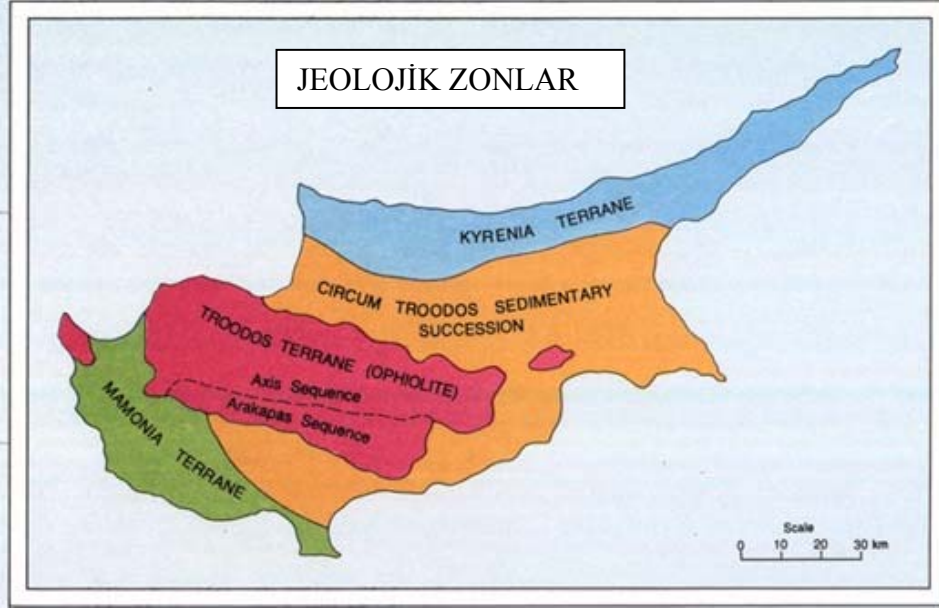 JEOLOJİK ZONLAR
KYRENIA TERRANE
CIRCUM TROODOS SEDIMENTARY
SUCCESSION
TROODOS TERRANE (OPHIOLITE)
Axis Sequence
Arakapas Sequence
MAMONIA TERRANE
Scale
0 10 20 30 km